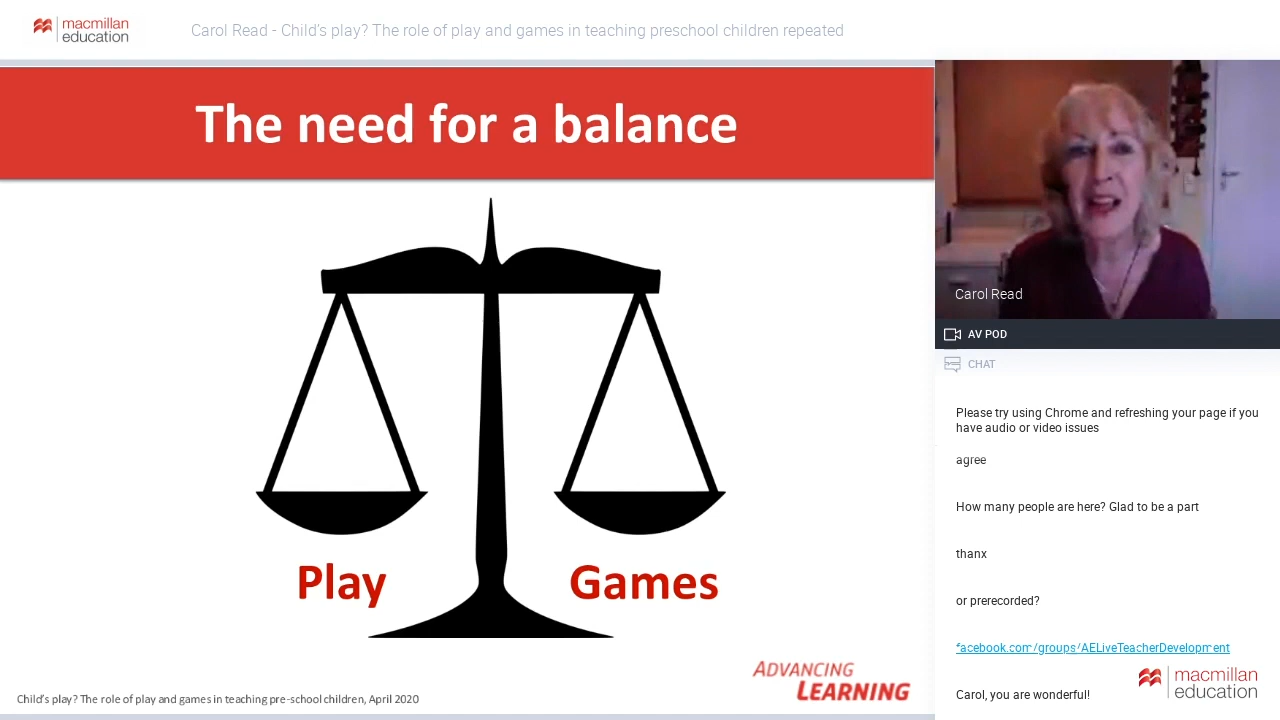 macmillan
education
Carol Read - Child's play? The role of play and games in teaching preschool children repeated
The need for a balance
Play
Games
ADVANCING
LEARNING
Child's play? The role of play and games in teaching pre-school children, April 2020
Carol Read
AV POD
CHAT
Please try using Chrome and refreshing your page if you
have audio or video issues
agree
How many people are here? Glad to be a part
thanx
or prerecorded?
facebook.com/groups/AELiveTeacherDevelopment
Carol, you are wonderful!
macmillan
education